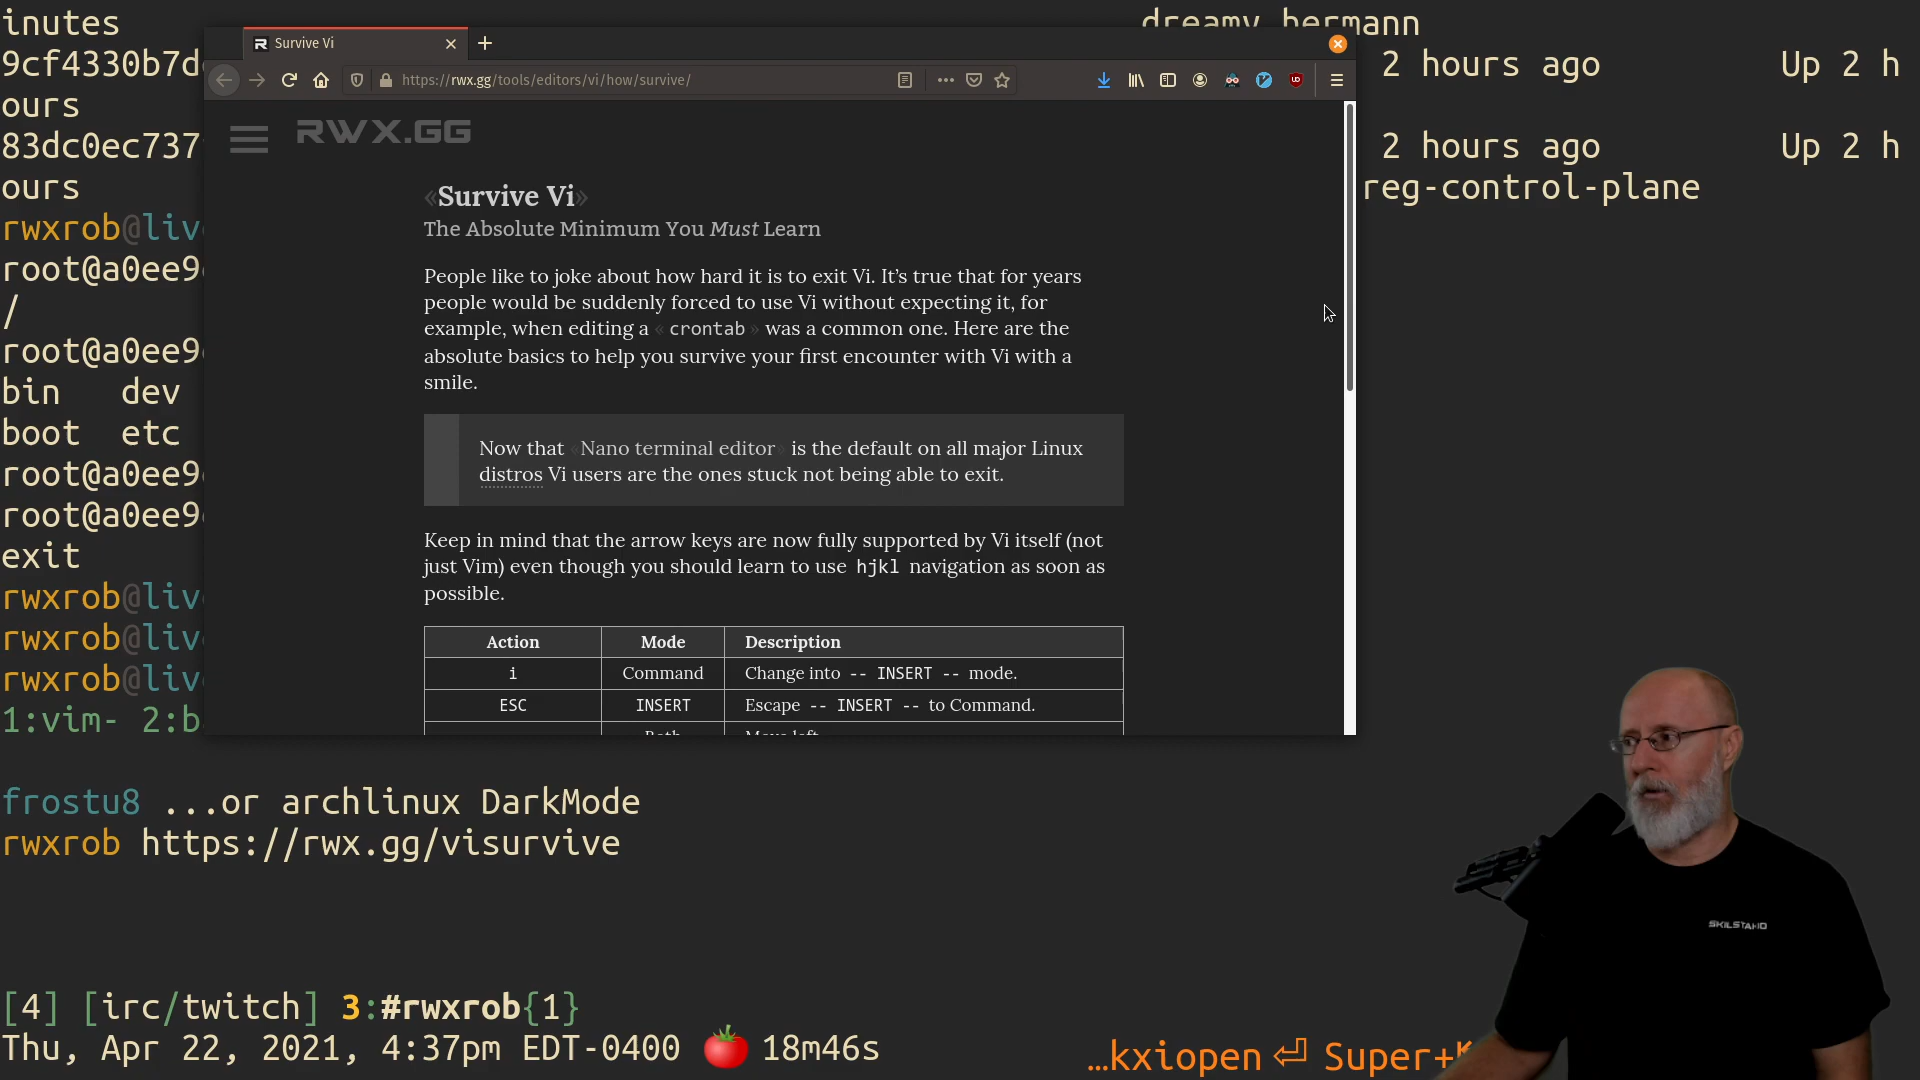 inutes
dreamy_hermann
9cf4330b7d
2 hours ago Up 2 h
ours
83dc0ec737
2 hours ago Up 2 h
ours
reg-control-plane
rwxrob@liv
root@a0ee9
/
root@a0ee9
bin dev
boot etc
root@a0ee9
root@a0ee9
exit
rwxrob@live
rwxrob@live
rwxrob@live
1:vim- 2:b
Survive Vi
https://rwx.gg/tools/editors/vi/how/survive/
RWX.GG
«Survive Vi»
The Absolute Minimum You Must Learn
People like to joke about how hard it is to exit Vi. It’s true that for years
people would be suddenly forced to use Vi without expecting it, for
example, when editing a «crontab» was a common one. Here are the
absolute basics to help you survive your first encounter with Vi with a
smile.
Now that «Nano terminal editor» is the default on all major Linux
distros Vi users are the ones stuck not being able to exit.
Keep in mind that the arrow keys are now fully supported by Vi itself (not
just Vim) even though you should learn to use hjkl navigation as soon as
possible.
Action Mode Description
i Command Change into -- INSERT -- mode.
ESC INSERT Escape -- INSERT -- to Command.
Both Move left
frostu8 ...or archlinux DarkMode
rwxrob https://rwx.gg/visurvive
SKILSTAK.IO
[4] [irc/twitch] 3:#rwxrob{1}
Thu, Apr 22, 2021, 4:37pm EDT-0400 🍅 18m46s
…kxiopen⏎ Super+K